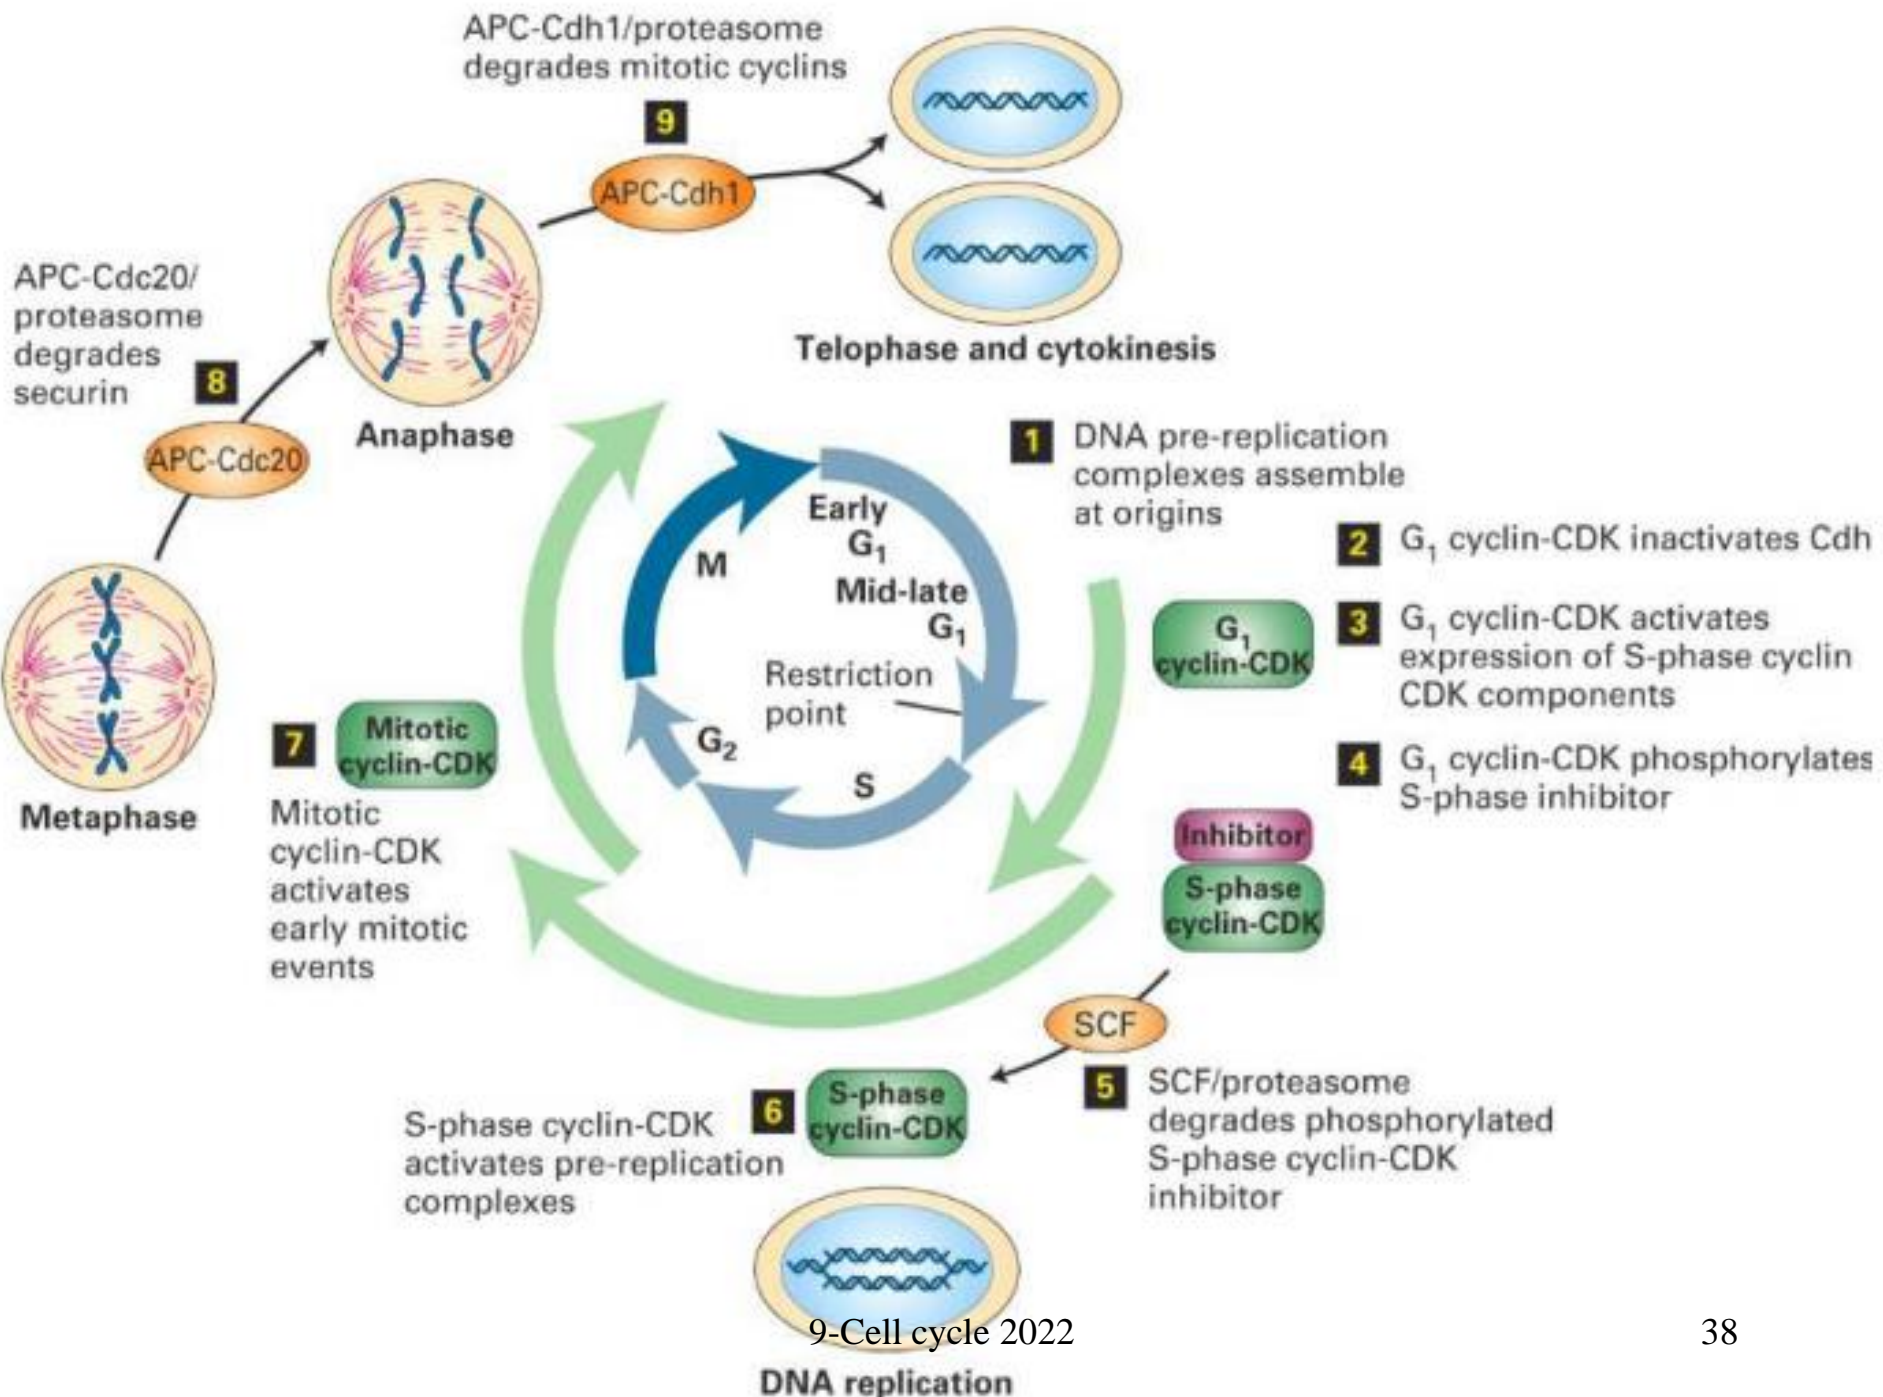 APC-Cdh1/proteasome
degrades mitotic cyclins
9
APC-Cdh1
Telophase and cytokinesis
APC-Cdc20/
proteasome
degrades
securin
8
APC-Cdc20
Anaphase
Metaphase
1
DNA pre-replication
complexes assemble
at origins
2
G₁ cyclin-CDK inactivates Cdh
3
G₁ cyclin-CDK activates
expression of S-phase cyclin
CDK components
4
G₁ cyclin-CDK phosphorylates
S-phase inhibitor
G₁
cyclin-CDK
Early
G₁
Mid-late
G₁
Restriction
point
M
G₂
S
7
Mitotic
cyclin-CDK
Mitotic
cyclin-CDK
activates
early mitotic
events
Inhibitor
S-phase
cyclin-CDK
SCF
5
SCF/proteasome
degrades phosphorylated
S-phase cyclin-CDK
inhibitor
6
S-phase
cyclin-CDK
S-phase cyclin-CDK
activates pre-replication
complexes
9-Cell cycle 2022
38
DNA replication